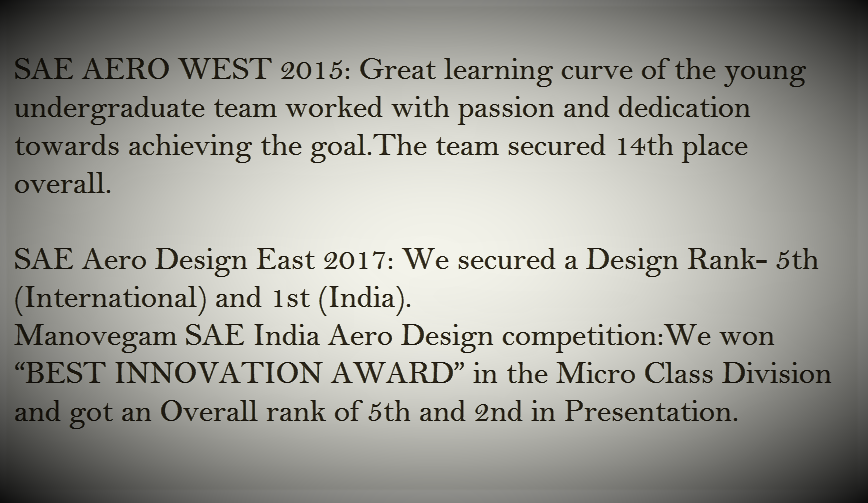 SAE AERO WEST 2015: Great learning curve of the young
undergraduate team worked with passion and dedication
towards achieving the goal.The team secured 14th place
overall.
SAE Aero Design East 2017: We secured a Design Rank- 5th
(International) and 1st (India).
Manovegam SAE India Aero Design competition:We won
“BEST INNOVATION AWARD” in the Micro Class Division
and got an Overall rank of 5th and 2nd in Presentation.